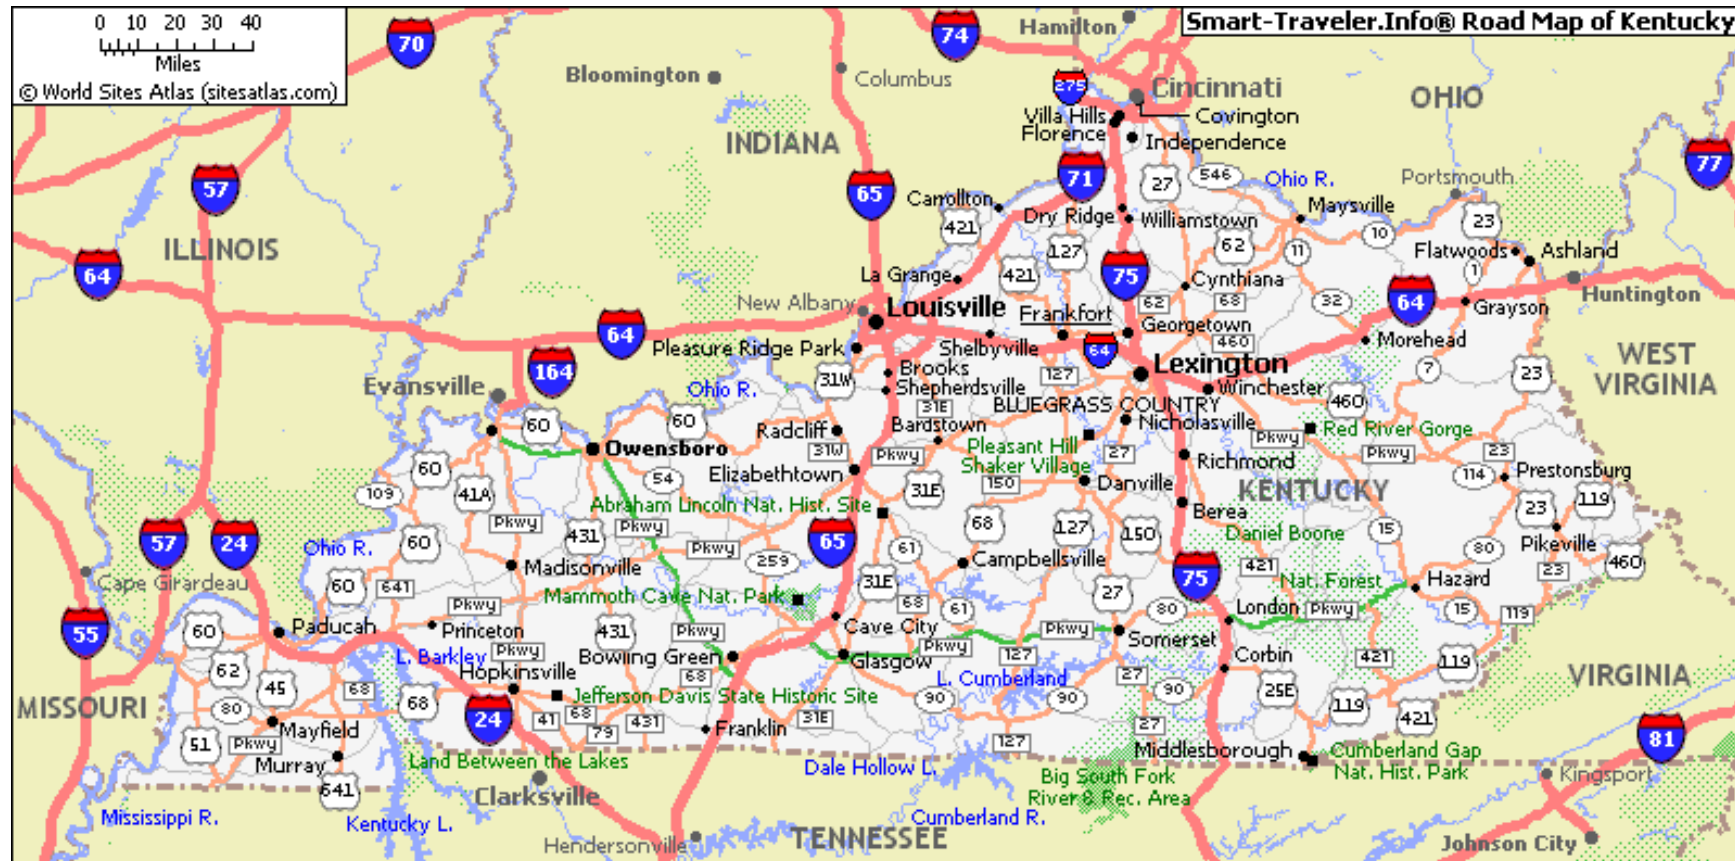 0 10 20 30 40
Miles
© World Sites Atlas (sitesatlas.com)
Smart-Traveler.Info® Road Map of Kentucky
70
74
Hamilton
Bloomington
Columbus
275
Cincinnati
OHIO
Villa Hills
Covington
Florence
Independence
INDIANA
77
57
65
71
27
546
Ohio R.
Portsmouth
Carrollton
Dry Ridge
Williamstown
Maysville
421
23
10
ILLINOIS
127
62
11
Flatwoods
Ashland
64
La Grange
421
75
Cynthiana
1
Huntington
New Albany
Louisville
62
68
32
64
Grayson
Frankfort
Georgetown
64
Pleasure Ridge Park
Shelbyville
64
460
Morehead
WEST
VIRGINIA
Lexington
164
Evansville
31W
Brooks
127
7
23
Ohio R.
Shepherdsville
Winchester
31E
BLUEGRASS COUNTRY
460
60
60
Radcliff
Bardstown
Nicholasville
Red River Gorge
Owensboro
31W
Pleasant Hill
Shaker Village
Pkwy
Pkwy
Pkwy
23
60
Elizabethtown
27
Richmond
114
Prestonsburg
109
41A
54
31E
150
Danville
KENTUCKY
119
Abraham Lincoln Nat. Hist. Site
Berea
23
Pkwy
Pkwy
68
127
150
Daniel Boone
15
57
24
60
431
65
Pikeville
Ohio R.
Pkwy
259
61
Campbellsville
421
80
460
Cape Girardeau
Madisonville
75
Nat. Forest
Hazard
23
60
641
31E
27
Mammoth Cave Nat. Park
68
61
80
London
Pkwy
15
119
Pkwy
55
60
Paducah
Princeton
431
Pkwy
Cave City
Pkwy
Somerset
Pkwy
Bowling Green
Glasgow
Pkwy
127
421
119
62
L. Barkley
Hopkinsville
68
Corbin
VIRGINIA
45
68
L. Cumberland
27
MISSOURI
68
Jefferson Davis State Historic Site
90
90
90
25E
119
80
24
41
68
431
31E
421
Mayfield
79
Franklin
127
27
51
Pkwy
Middlesborough
81
Murray
Land Between the Lakes
Dale Hollow L.
Cumberland Gap
Nat. Hist. Park
Big South Fork
River & Rec. Area
Kingsport
641
Clarksville
Mississippi R.
Kentucky L.
Cumberland R.
Hendersonville
TENNESSEE
Johnson City